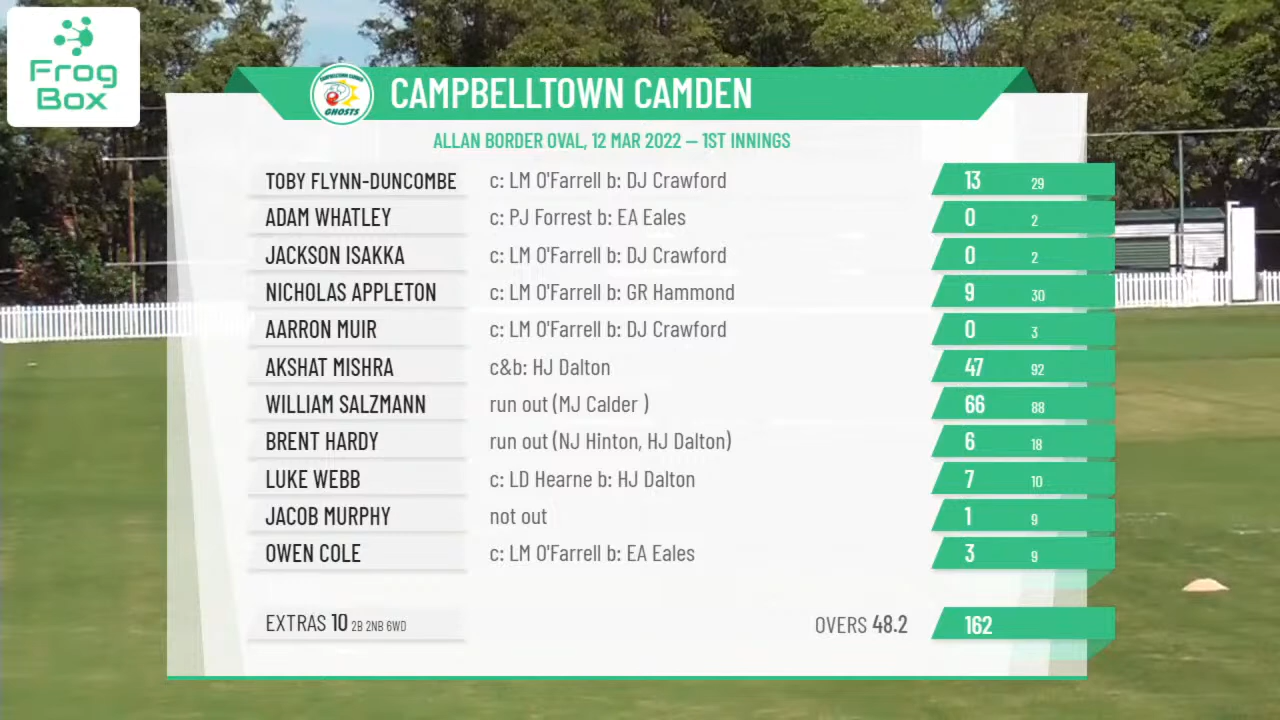 Frog
Box
CAMPBELLTOWN CAMDEN
GHOSTS
CAMPBELLTOWN CAMDEN
ALLAN BORDER OVAL, 12 MAR 2022 – 1ST INNINGS
TOBY FLYNN-DUNCOMBE c: LM O'Farrell b: DJ Crawford 13 29
ADAM WHATLEY c: PJ Forrest b: EA Eales 0 2
JACKSON ISAKKA c: LM O'Farrell b: DJ Crawford 0 2
NICHOLAS APPLETON c: LM O'Farrell b: GR Hammond 9 30
AARRON MUIR c: LM O'Farrell b: DJ Crawford 0 3
AKSHAT MISHRA c&b: HJ Dalton 47 92
WILLIAM SALZMANN run out (MJ Calder ) 66 88
BRENT HARDY run out (NJ Hinton, HJ Dalton) 6 18
LUKE WEBB c: LD Hearne b: HJ Dalton 7 10
JACOB MURPHY not out 1 9
OWEN COLE c: LM O'Farrell b: EA Eales 3 9
EXTRAS 10 2B 2NB 6WD OVERS 48.2 162